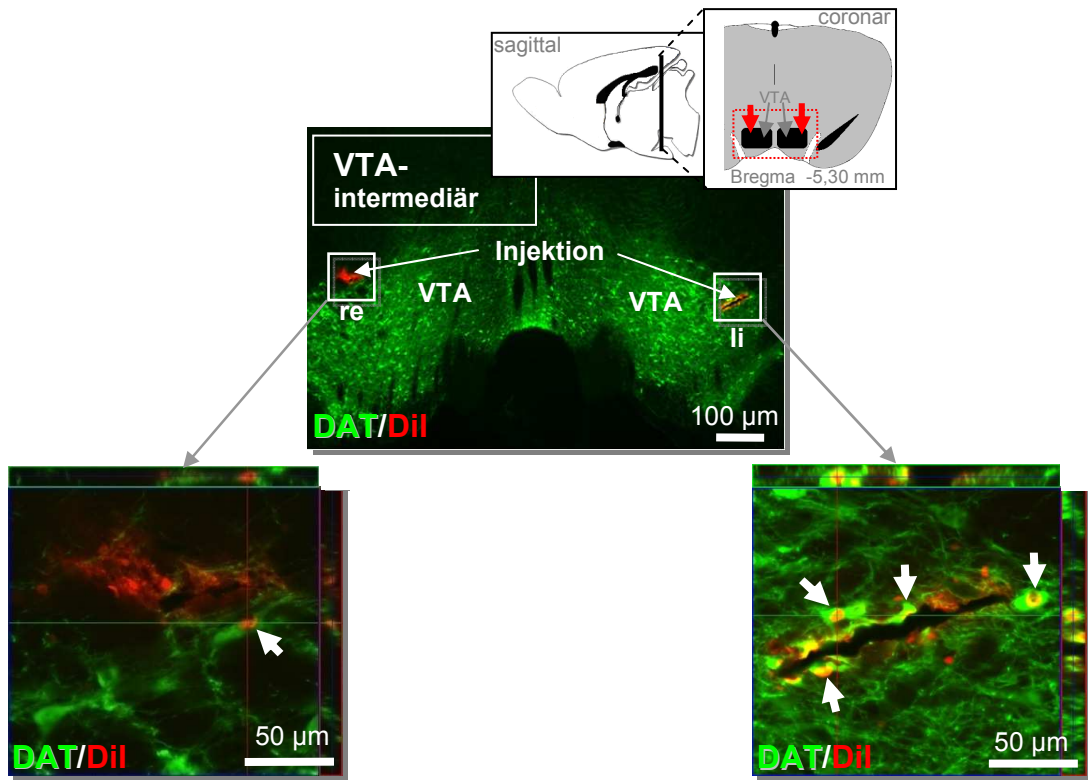 sagittal
coronar
VTA
Bregma -5,30 mm
VTA-
intermediär
Injektion
VTA
VTA
re
li
DAT/DiI
100 µm
DAT/DiI
50 µm
DAT/DiI
50 µm